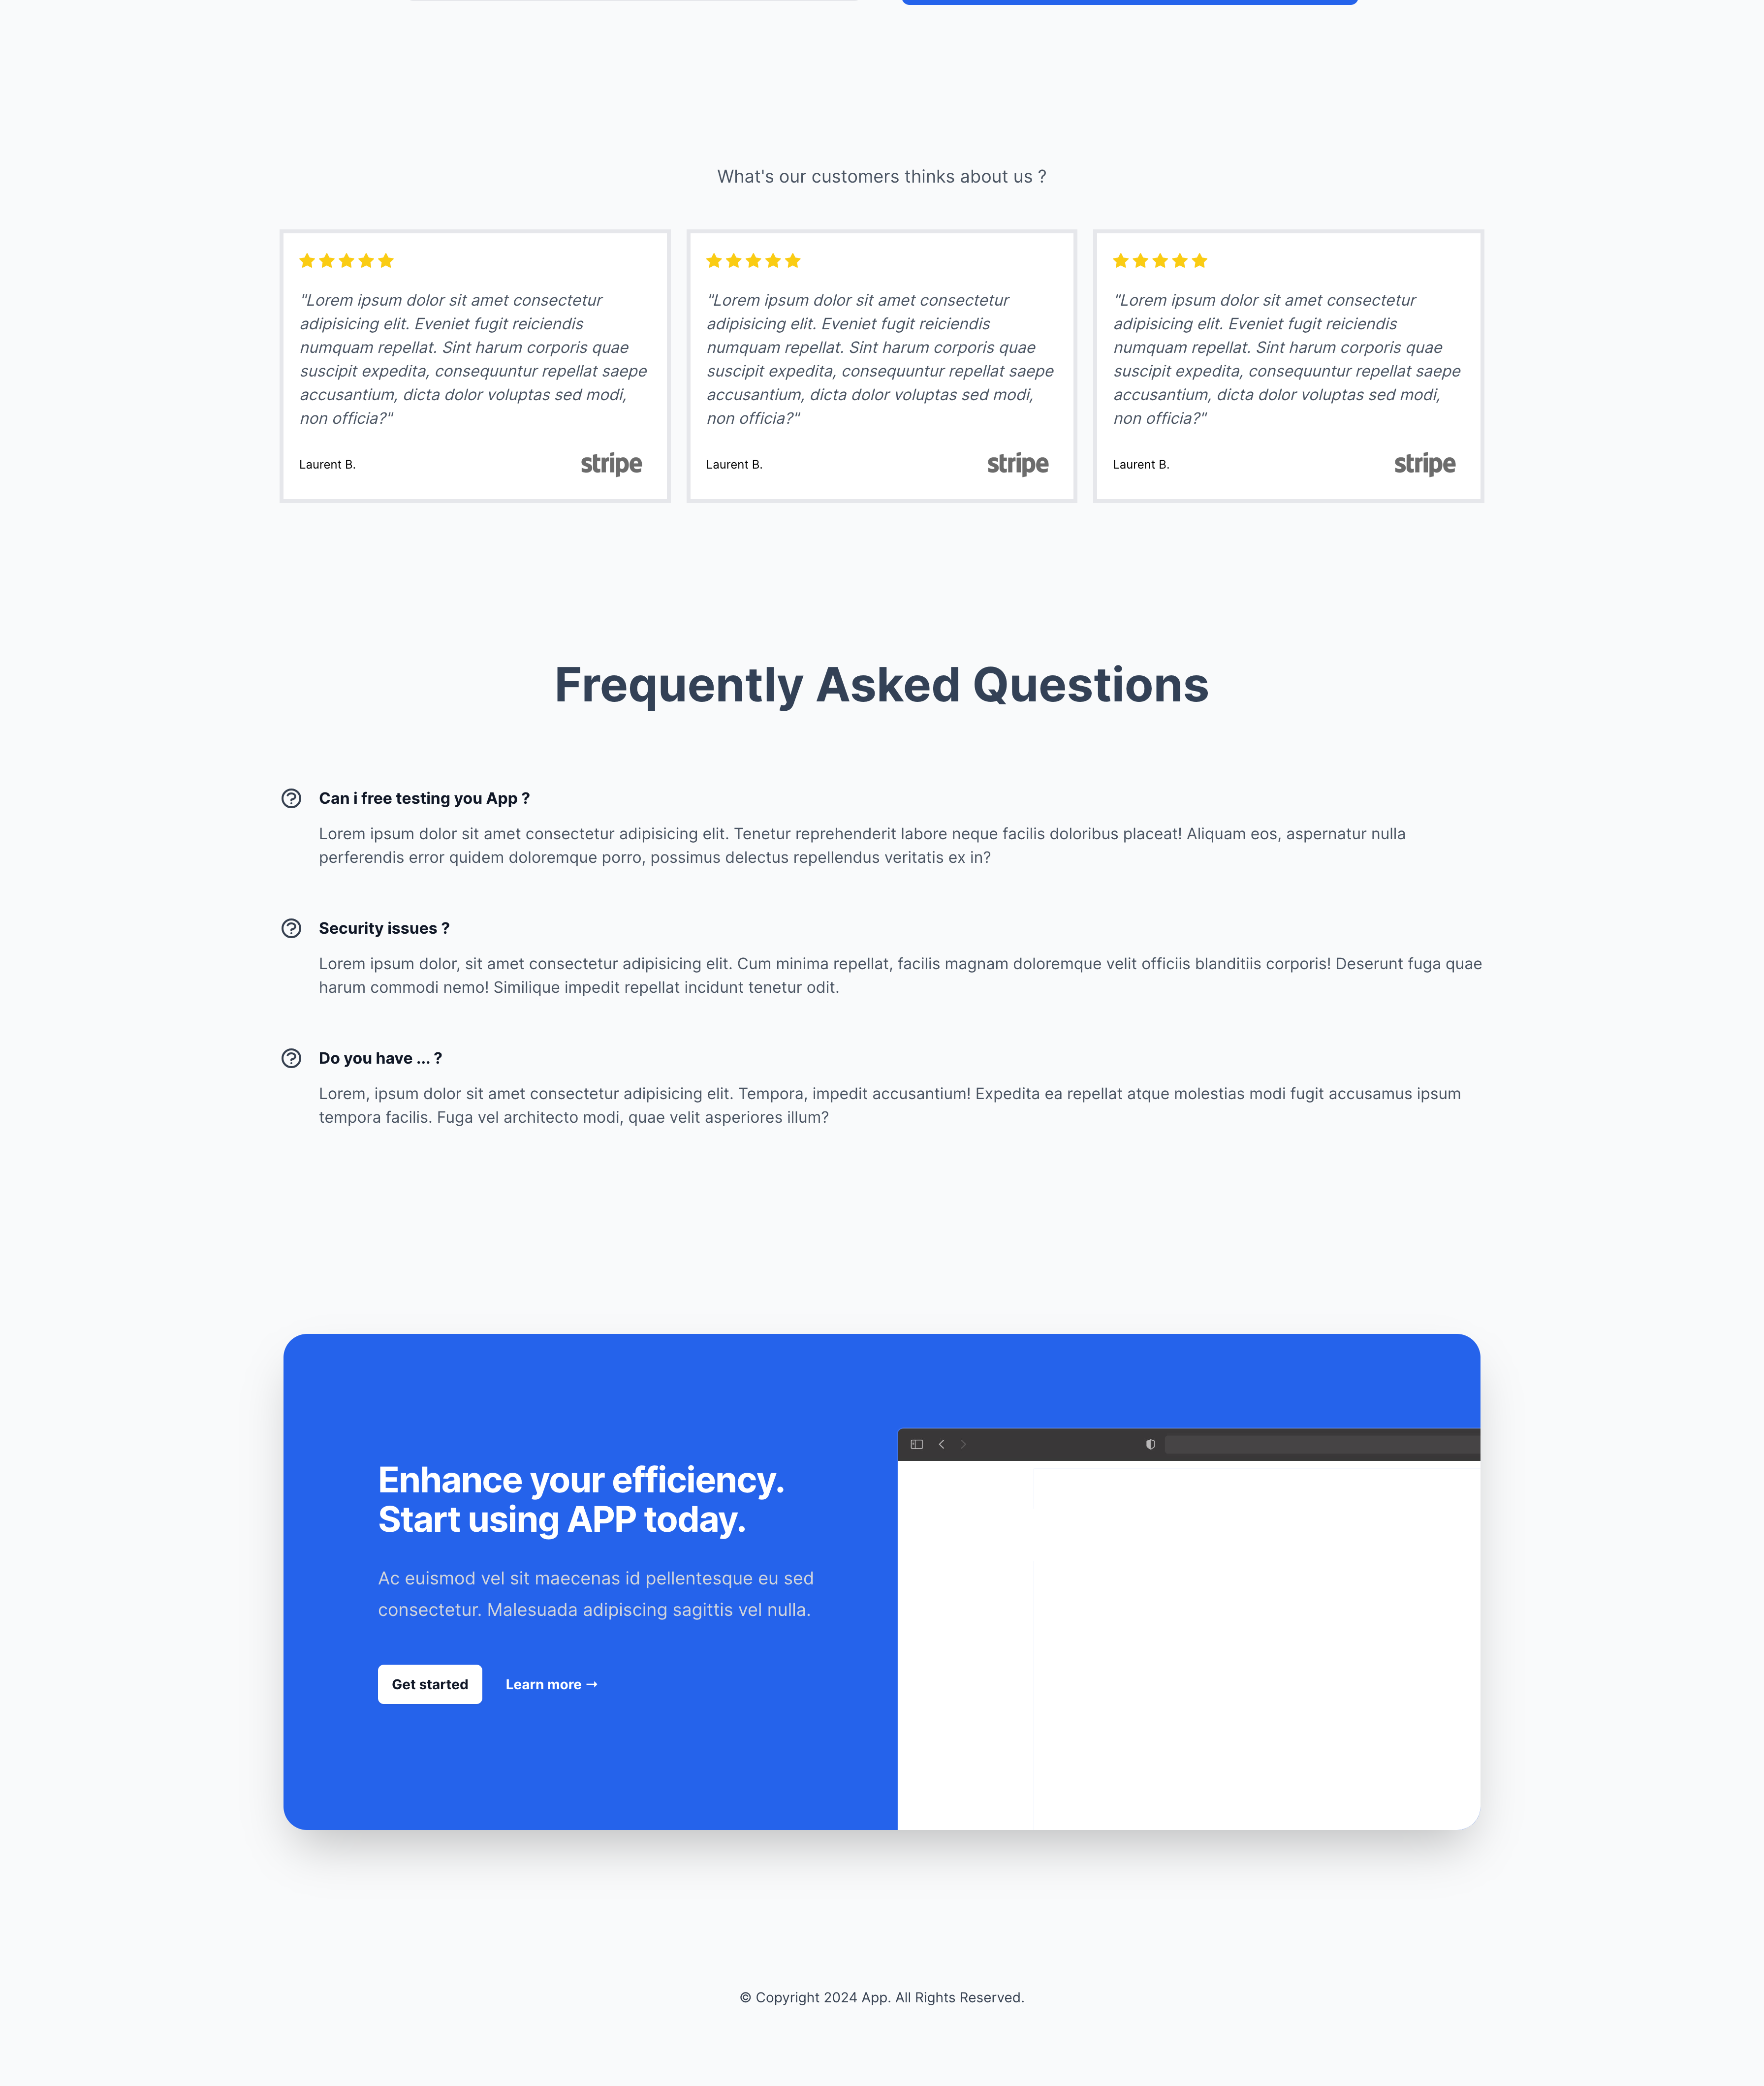 What's our customers thinks about us ?
"Lorem ipsum dolor sit amet consectetur
adipisicing elit. Eveniet fugit reiciendis
numquam repellat. Sint harum corporis quae
suscipit expedita, consequuntur repellat saepe
accusantium, dicta dolor voluptas sed modi,
non officia?"
Laurent B.
stripe
"Lorem ipsum dolor sit amet consectetur
adipisicing elit. Eveniet fugit reiciendis
numquam repellat. Sint harum corporis quae
suscipit expedita, consequuntur repellat saepe
accusantium, dicta dolor voluptas sed modi,
non officia?"
Laurent B.
stripe
"Lorem ipsum dolor sit amet consectetur
adipisicing elit. Eveniet fugit reiciendis
numquam repellat. Sint harum corporis quae
suscipit expedita, consequuntur repellat saepe
accusantium, dicta dolor voluptas sed modi,
non officia?"
Laurent B.
stripe
Frequently Asked Questions
Can i free testing you App ?
Lorem ipsum dolor sit amet consectetur adipisicing elit. Tenetur reprehenderit labore neque facilis doloribus placeat! Aliquam eos, aspernatur nulla
perferendis error quidem doloremque porro, possimus delectus repellendus veritatis ex in?
Security issues ?
Lorem ipsum dolor, sit amet consectetur adipisicing elit. Cum minima repellat, facilis magnam doloremque velit officiis blanditiis corporis! Deserunt fuga quae
harum commodi nemo! Similique impedit repellat incidunt tenetur odit.
Do you have ... ?
Lorem, ipsum dolor sit amet consectetur adipisicing elit. Tempora, impedit accusantium! Expedita ea repellat atque molestias modi fugit accusamus ipsum
tempora facilis. Fuga vel architecto modi, quae velit asperiores illum?
Enhance your efficiency.
Start using APP today.
Ac euismod vel sit maecenas id pellentesque eu sed
consectetur. Malesuada adipiscing sagittis vel nulla.
Get started
Learn more →
© Copyright 2024 App. All Rights Reserved.